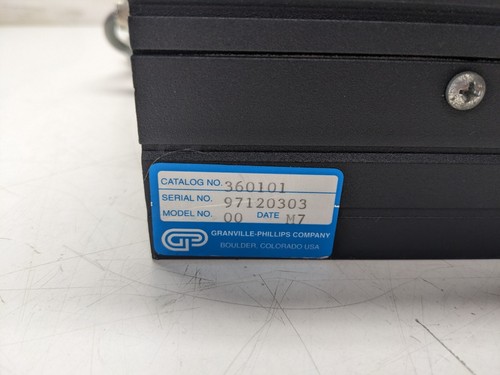 CATALOG NO. 360101
SERIAL NO. 97120303
MODEL NO. 00 DATE M7
GP GRANVILLE-PHILLIPS COMPANY
BOULDER, COLORADO USA